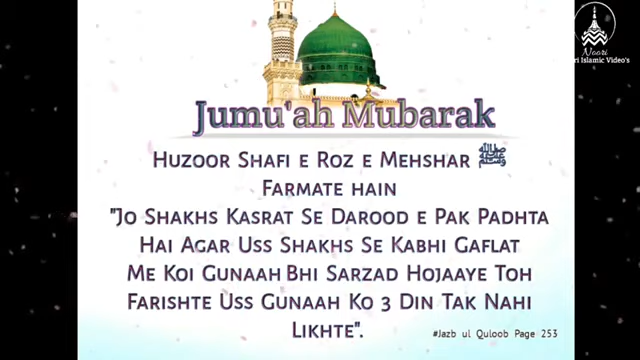 Noori
ri Islamic Video's
Jumu'ah Mubarak
Huzoor Shafi e Roz e Mehshar ﷺ
Farmate hain
"Jo Shakhs Kasrat Se Darood e Pak Padhta
Hai Agar Uss Shakhs Se Kabhi Gaflat
Me Koi Gunaah Bhi Sarzad Hojaaye Toh
Farishte Uss Gunaah Ko 3 Din Tak Nahi
Likhte".
#Jazb ul Quloob Page 253